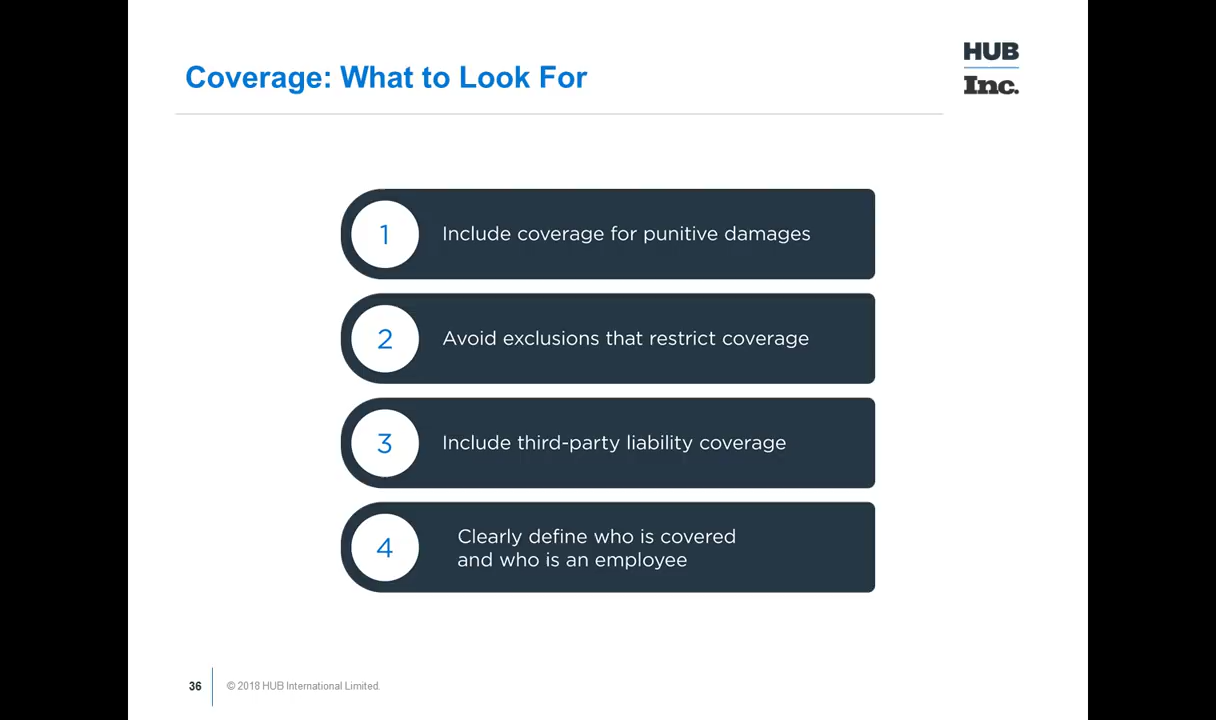 Coverage: What to Look For
HUB
Inc.
1
Include coverage for punitive damages
2
Avoid exclusions that restrict coverage
3
Include third-party liability coverage
4
Clearly define who is covered
and who is an employee
36
© 2018 HUB International Limited.